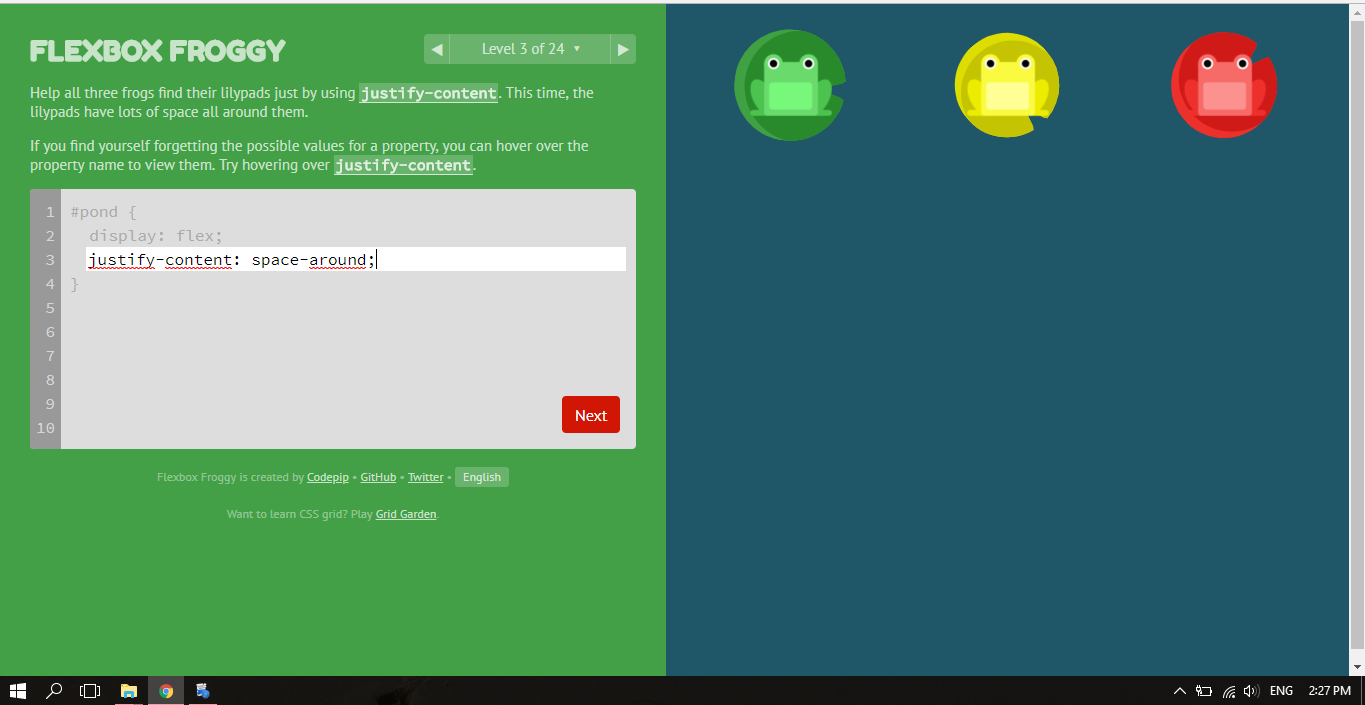 FLEXBOX FROGGY
◀ Level 3 of 24 ▼ ▶
Help all three frogs find their lilypads just by using justify-content. This time, the
lilypads have lots of space all around them.
If you find yourself forgetting the possible values for a property, you can hover over the
property name to view them. Try hovering over justify-content.
1 #pond {
2 display: flex;
3 justify-content: space-around;
4 }
5
6
7
8
9
10
Next
Flexbox Froggy is created by Codepip • GitHub • Twitter • English
Want to learn CSS grid? Play Grid Garden.
ENG 2:27 PM